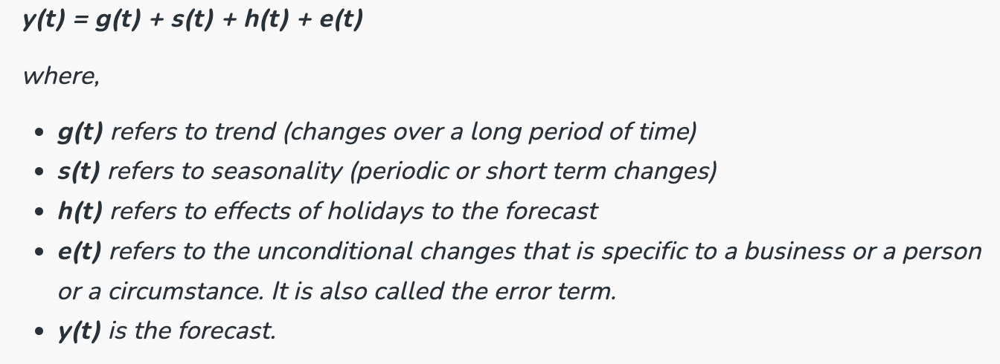 y(t) = g(t) + s(t) + h(t) + e(t)
where,
• g(t) refers to trend (changes over a long period of time)
• s(t) refers to seasonality (periodic or short term changes)
• h(t) refers to effects of holidays to the forecast
• e(t) refers to the unconditional changes that is specific to a business or a person
or a circumstance. It is also called the error term.
• y(t) is the forecast.